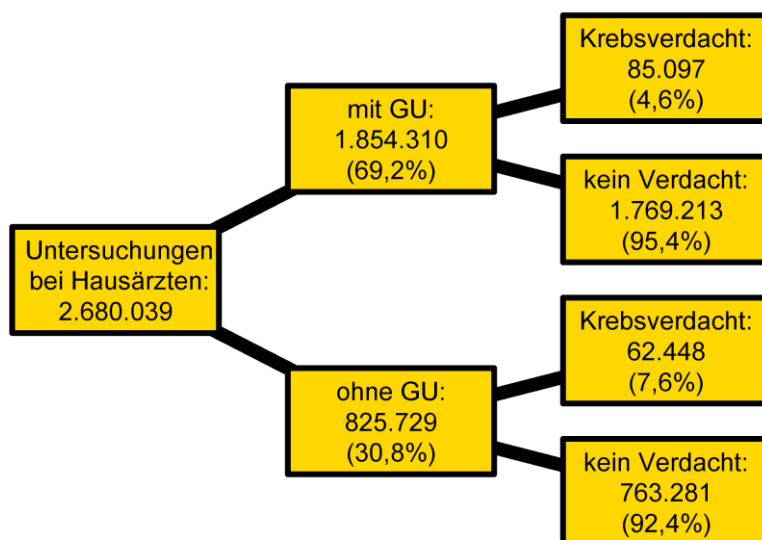 Untersuchungen
bei Hausärzten:
2.680.039
mit GU:
1.854.310
(69,2%)
Krebsverdacht:
85.097
(4,6%)
kein Verdacht:
1.769.213
(95,4%)
ohne GU:
825.729
(30,8%)
Krebsverdacht:
62.448
(7,6%)
kein Verdacht:
763.281
(92,4%)